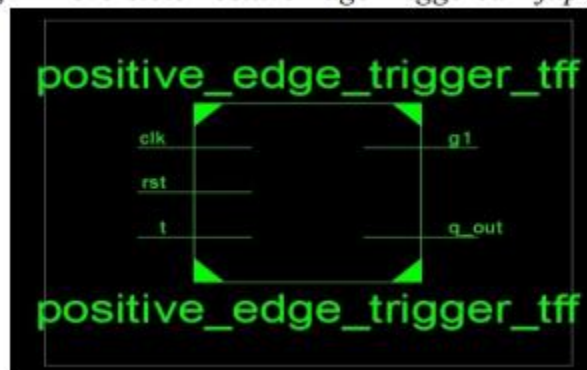 positive_edge_trigger_tff
clk
g1
rst
t
q_out
positive_edge_trigger_tff